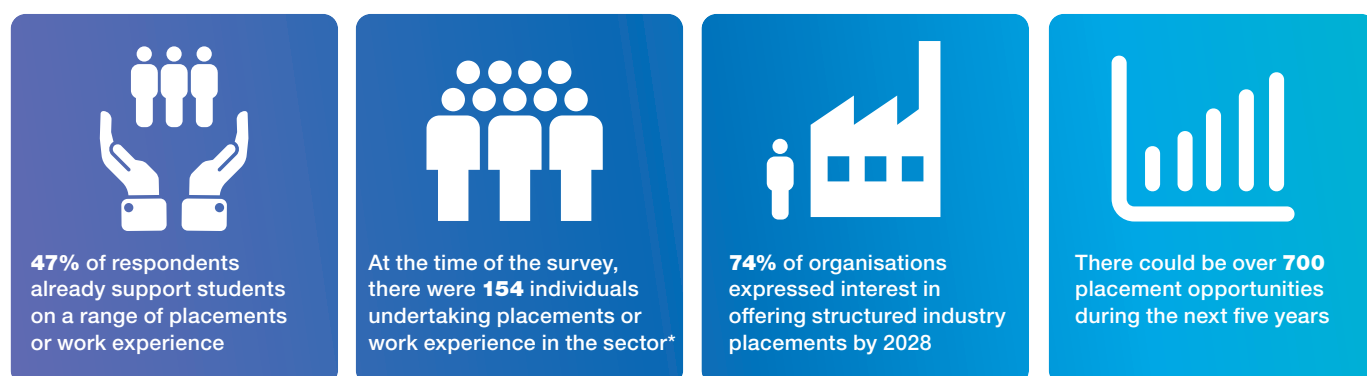 47% of respondents
already support students
on a range of placements
or work experience
At the time of the survey,
there were 154 individuals
undertaking placements or
work experience in the sector*
74% of organisations
expressed interest in
offering structured industry
placements by 2028
There could be over 700
placement opportunities
during the next five years